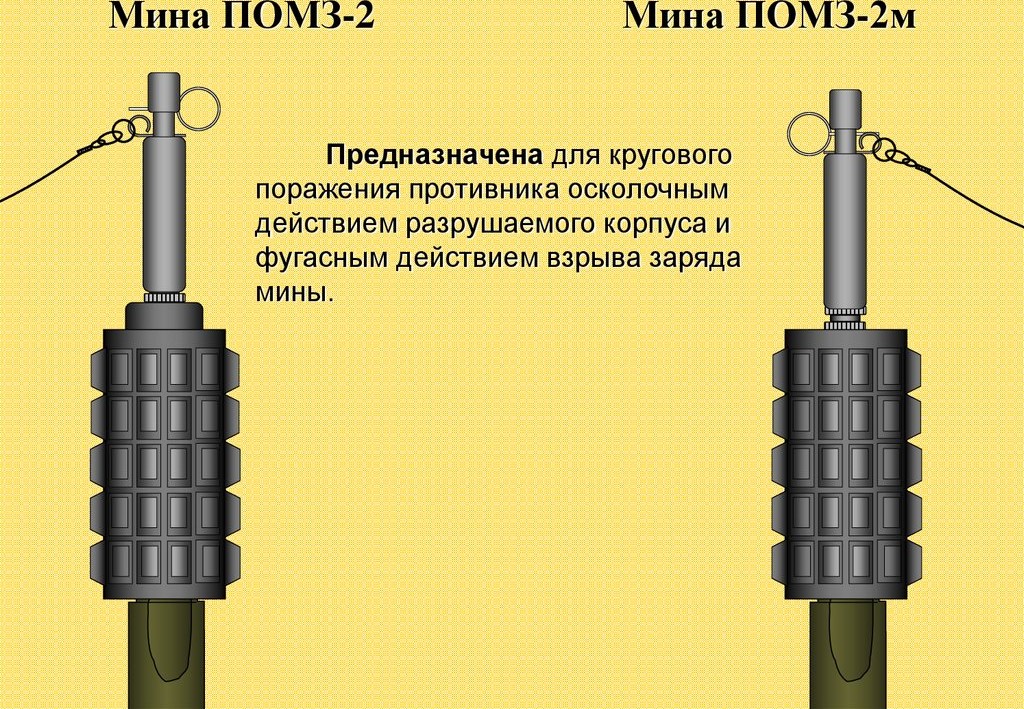 Мина ПОМЗ-2
Мина ПОМЗ-2м
Предназначена для кругового
поражения противника осколочным
действием разрушаемого корпуса и
фугасным действием взрыва заряда
мины.